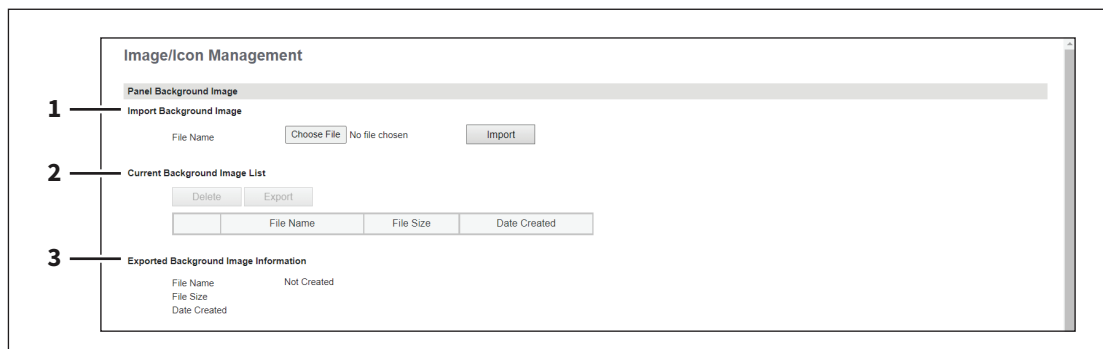 Image/Icon Management
Panel Background Image
1 Import Background Image
File Name Choose File No file chosen Import
2 Current Background Image List
Delete Export
File Name File Size Date Created
3 Exported Background Image Information
File Name Not Created
File Size
Date Created